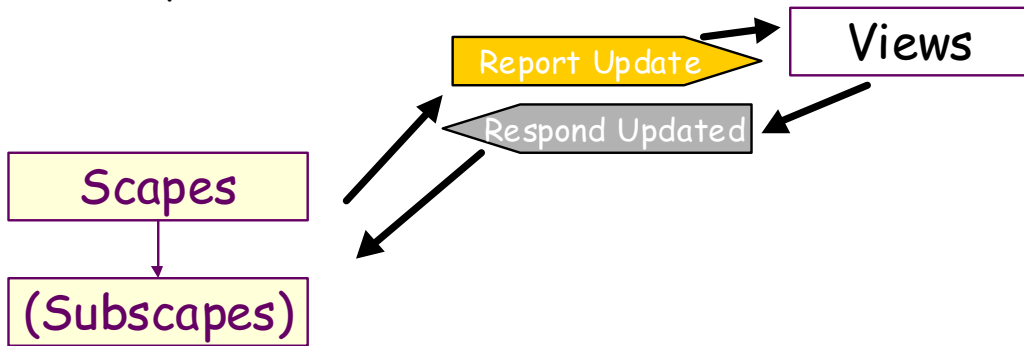 Report Update
Views
Respond Updated
Scapes
(Subscapes)